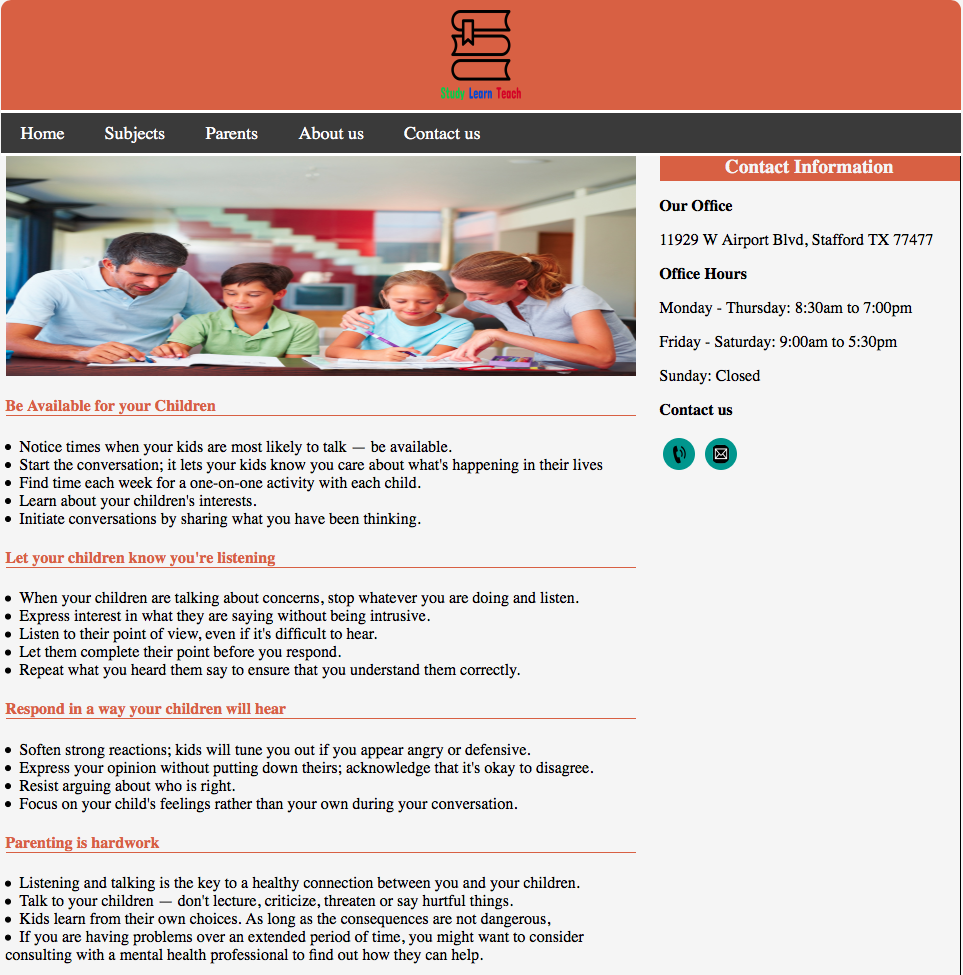 Study Learn Teach
Home Subjects Parents About us Contact us
Contact Information
Our Office
11929 W Airport Blvd, Stafford TX 77477
Office Hours
Monday - Thursday: 8:30am to 7:00pm
Friday - Saturday: 9:00am to 5:30pm
Sunday: Closed
Contact us
Be Available for your Children
• Notice times when your kids are most likely to talk — be available.
• Start the conversation; it lets your kids know you care about what's happening in their lives
• Find time each week for a one-on-one activity with each child.
• Learn about your children's interests.
• Initiate conversations by sharing what you have been thinking.
Let your children know you're listening
• When your children are talking about concerns, stop whatever you are doing and listen.
• Express interest in what they are saying without being intrusive.
• Listen to their point of view, even if it's difficult to hear.
• Let them complete their point before you respond.
• Repeat what you heard them say to ensure that you understand them correctly.
Respond in a way your children will hear
• Soften strong reactions; kids will tune you out if you appear angry or defensive.
• Express your opinion without putting down theirs; acknowledge that it's okay to disagree.
• Resist arguing about who is right.
• Focus on your child's feelings rather than your own during your conversation.
Parenting is hardwork
• Listening and talking is the key to a healthy connection between you and your children.
• Talk to your children — don't lecture, criticize, threaten or say hurtful things.
• Kids learn from their own choices. As long as the consequences are not dangerous,
• If you are having problems over an extended period of time, you might want to consider
consulting with a mental health professional to find out how they can help.